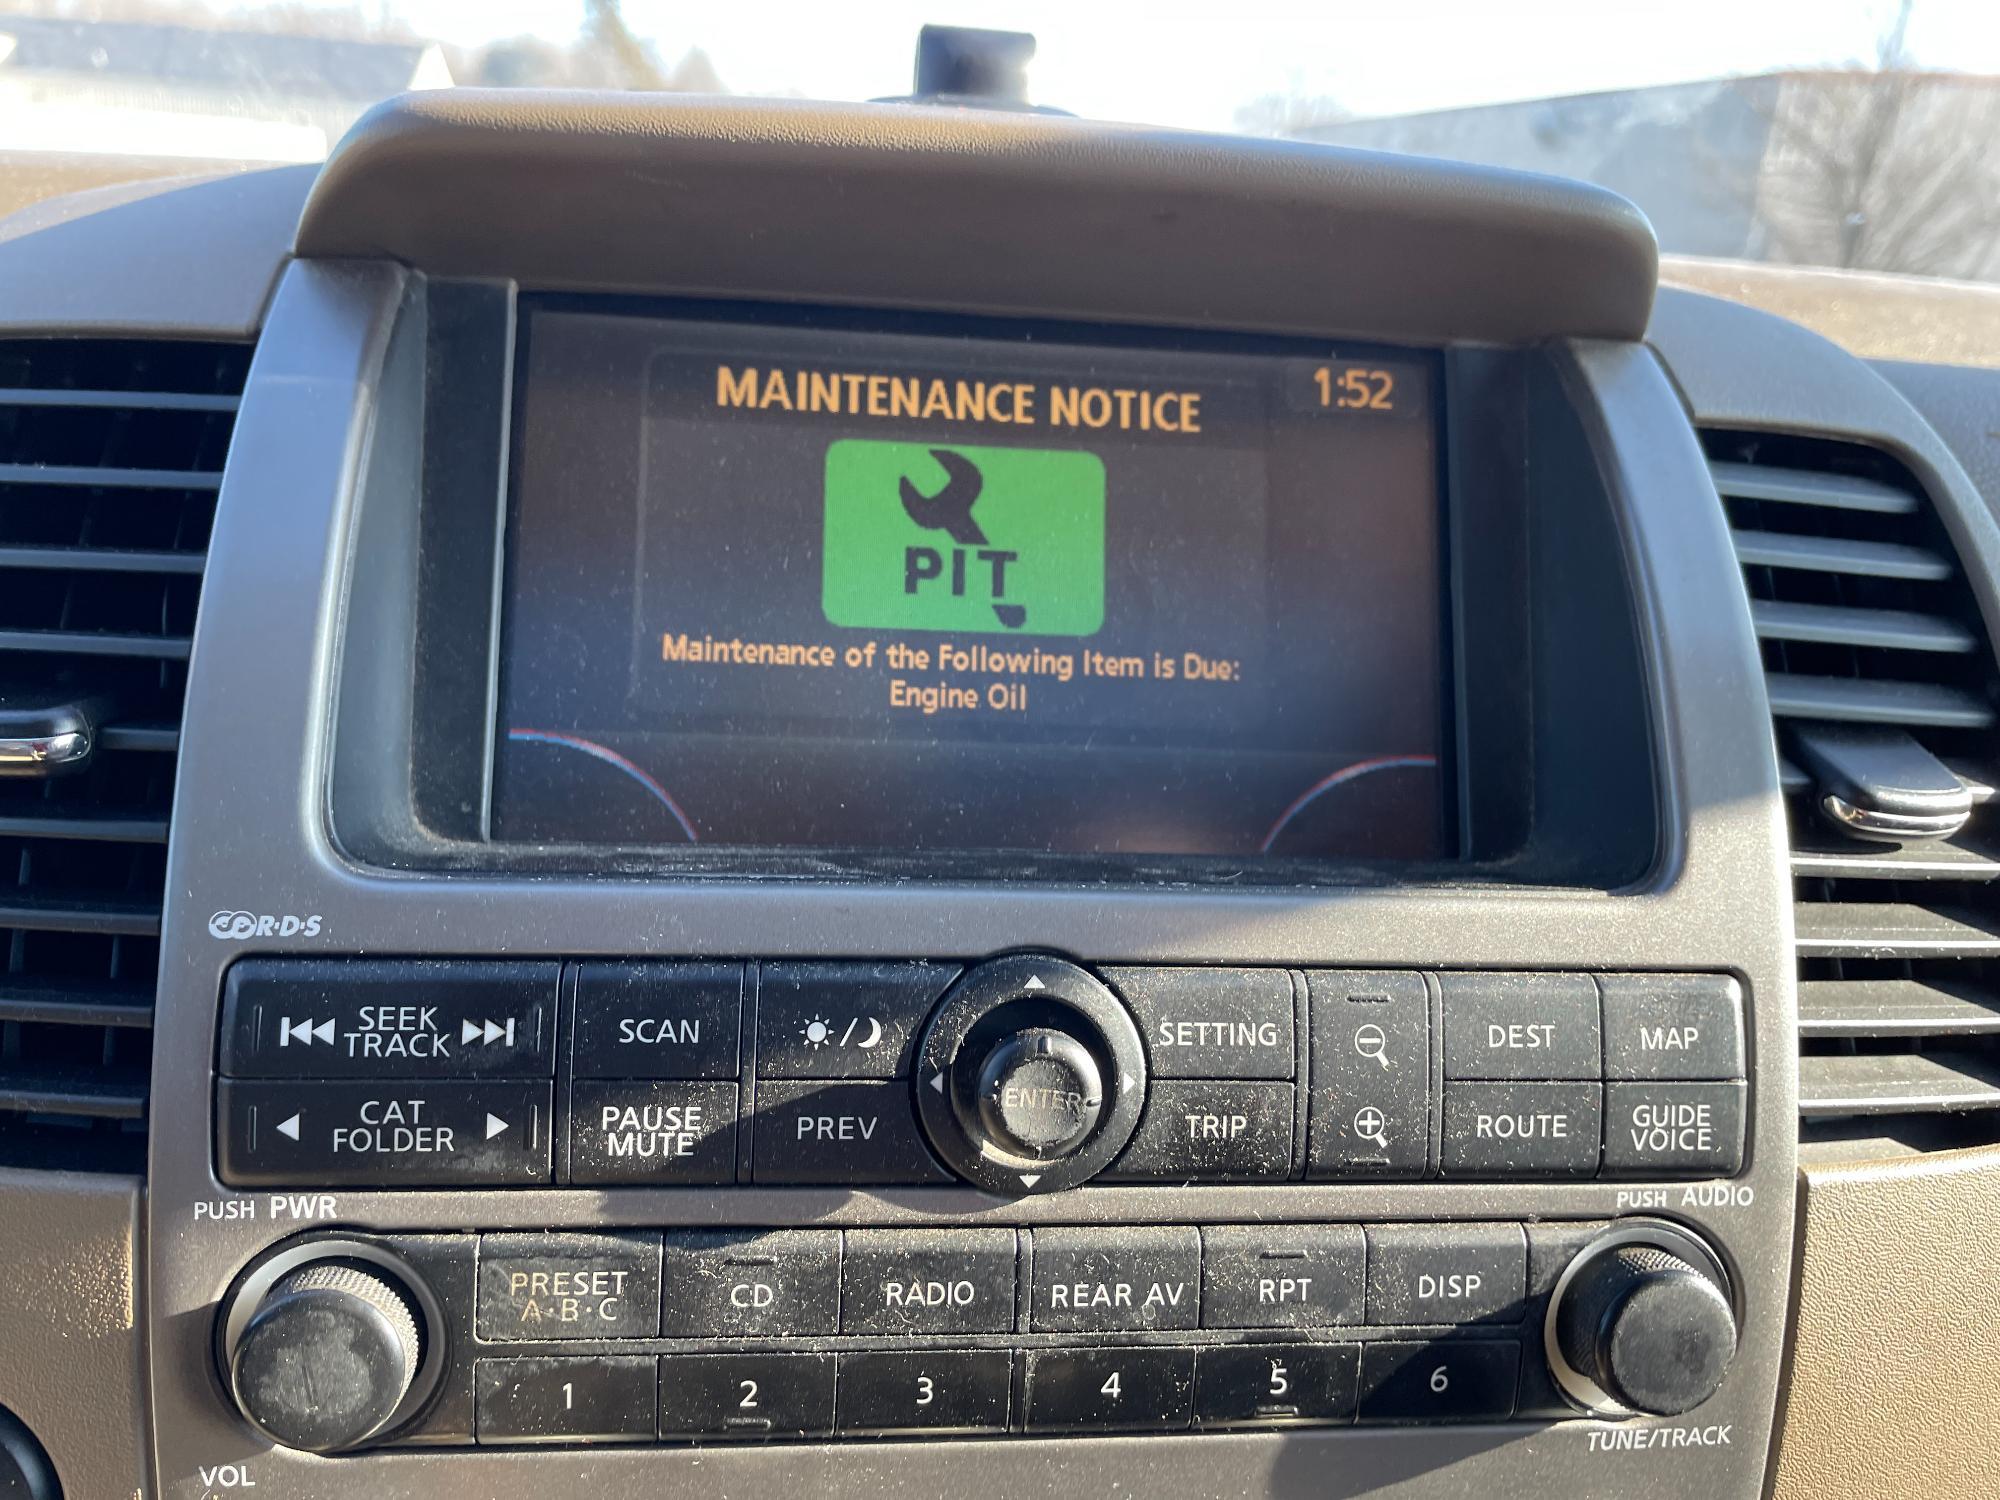 MAINTENANCE NOTICE
1:52
PIT
Maintenance of the Following Item is Due:
Engine Oil
R·D·S
SEEK
TRACK
SCAN
SETTING
DEST
MAP
CAT
FOLDER
PAUSE
MUTE
PREV
ENTER
TRIP
ROUTE
GUIDE
VOICE
PUSH PWR
PUSH AUDIO
PRESET
A·B·C
CD
RADIO
REAR AV
RPT
DISP
1
2
3
4
5
6
VOL
TUNE/TRACK